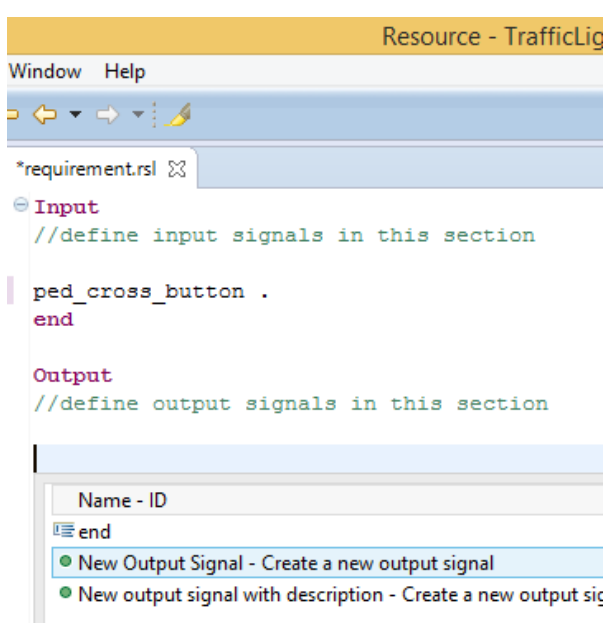 Resource - TrafficLig
Window Help
*requirement.rsl
Input
//define input signals in this section
ped_cross_button .
end
Output
//define output signals in this section
Name - ID
end
New Output Signal - Create a new output signal
New output signal with description - Create a new output sig